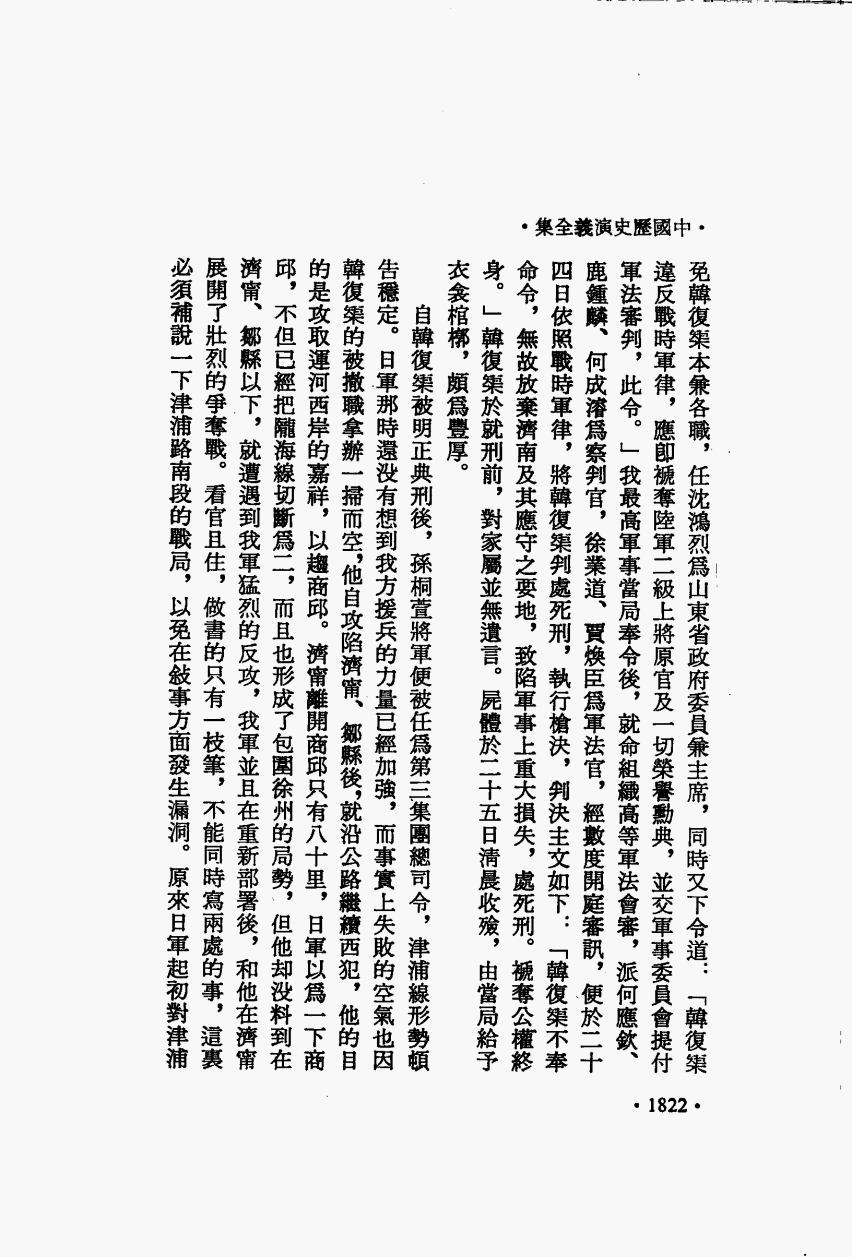 ·中國歷史演義全集·
免韓復渠本兼各職，任沈鴻烈爲山東省政府委員兼主席，同時又下令道：「韓復渠
違反戰時軍律，應卽褫奪陸軍二級上將原官及一切榮譽勳典，並交軍事委員會提付
軍法審判，此令。」我最高軍事當局奉令後，就命組織高等軍法會審，派何應欽、
鹿鍾麟、何成濬爲察判官，徐業道、賈煥臣爲軍法官，經數度開庭審訊，便於二十
四日依照戰時軍律，將韓復渠判處死刑，執行槍決，判決主文如下：「韓復渠不奉
命令，無故放棄濟南及其應守之要地，致陷軍事上重大損失，處死刑。褫奪公權終
身。」韓復渠於就刑前，對家屬並無遺言。屍體於二十五日淸晨收殮，由當局給予
衣衾棺槨，頗爲豐厚。
自韓復渠被明正典刑後，孫桐萱將軍便被任爲第三集團總司令，津浦線形勢頓
告穩定。日軍那時還没有想到我方援兵的力量已經加強，而事實上失敗的空氣也因
韓復渠的被撤職拿辦一掃而空，他自攻陷濟甯、鄒縣後，就沿公路繼續西犯，他的目
的是攻取運河西岸的嘉祥，以趨商邱。濟甯離開商邱只有八十里，日軍以爲一下商
邱，不但已經把隴海線切斷爲二，而且也形成了包圍徐州的局勢，但他却没料到在
濟甯、鄒縣以下，就遭遇到我軍猛烈的反攻，我軍並且在重新部署後，和他在濟甯
展開了壯烈的爭奪戰。看官且住，做書的只有一枝筆，不能同時寫兩處的事，這裏
必須補說一下津浦路南段的戰局，以免在敍事方面發生漏洞。原來日軍起初對津浦
·1822·